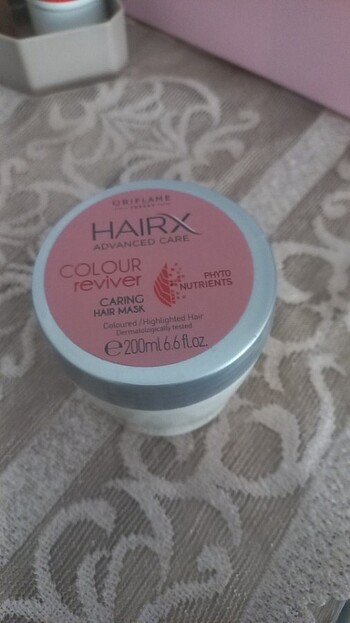 ORIFLAME
SWEDEN
HAIRX
ADVANCED CARE
COLOUR
reviver
CARING
HAIR MASK
PHYTO
NUTRIENTS
Coloured / Highlighted Hair
Dermatologically tested
℮200ml 6.6 fl.oz.